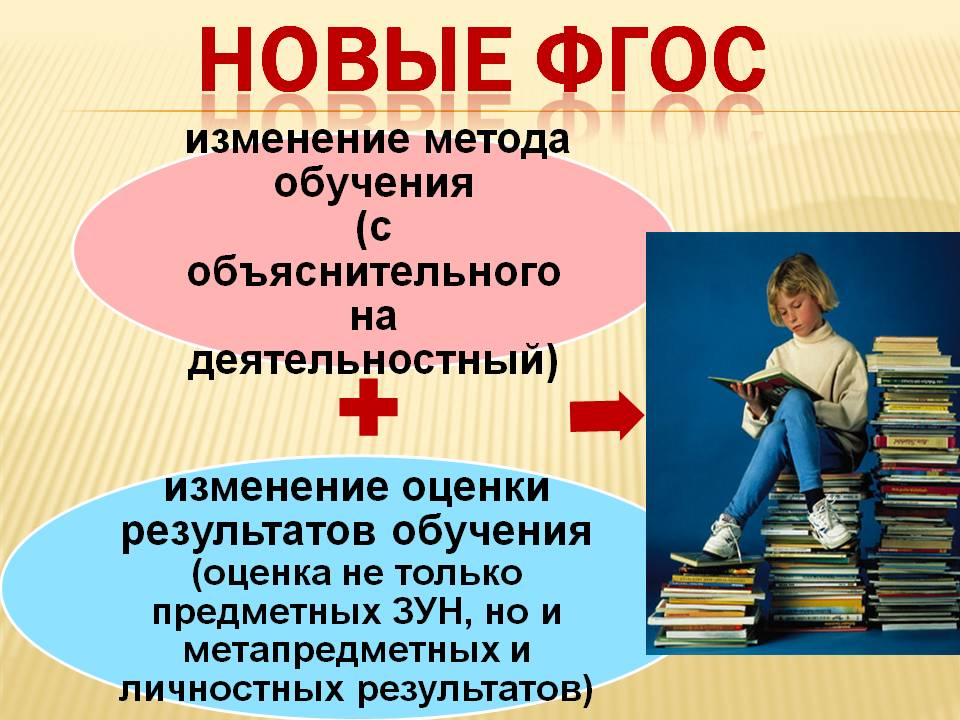 НОВЫЕ ФГОС
изменение метода
обучения
(с
объяснительного
на
деятельностный)
изменение оценки
результатов обучения
(оценка не только
предметных ЗУН, но и
метапредметных и
личностных результатов)